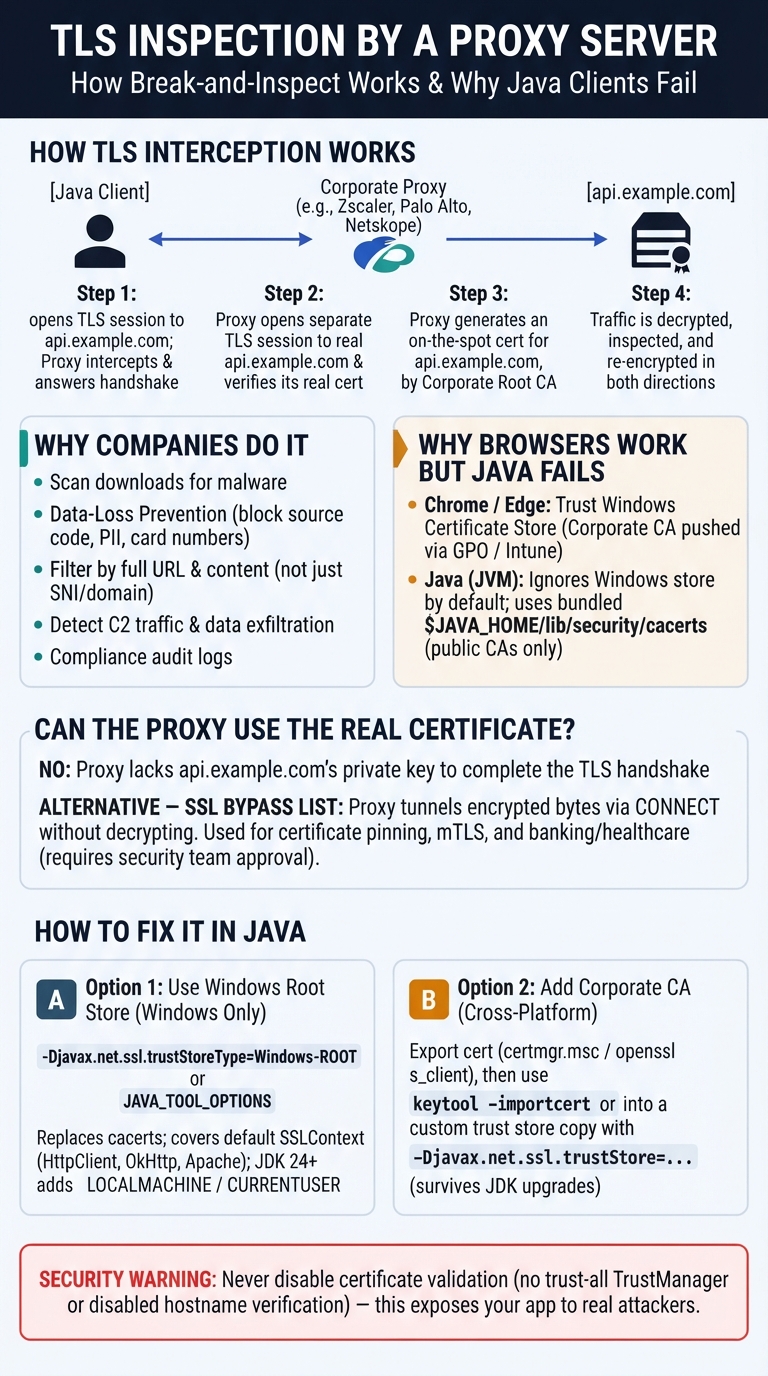 TLS INSPECTION BY A PROXY SERVER
How Break-and-Inspect Works & Why Java Clients Fail
HOW TLS INTERCEPTION WORKS
[Java Client]
Corporate Proxy
(e.g., Zscaler, Palo Alto,
Netskope)
[api.example.com]
Step 1:
opens TLS session to
api.example.com;
Proxy intercepts &
answers handshake
Step 2:
Proxy opens separate
TLS session to real
api.example.com &
verifies its real cert
Step 3:
Proxy generates an
on-the-spot cert for
api.example.com,
by Corporate Root CA
Step 4:
Traffic is decrypted,
inspected, and
re-encrypted in
both directions
WHY COMPANIES DO IT
• Scan downloads for malware
• Data-Loss Prevention (block source
code, PII, card numbers)
• Filter by full URL & content (not just
SNI/domain)
• Detect C2 traffic & data exfiltration
• Compliance audit logs
WHY BROWSERS WORK
BUT JAVA FAILS
• Chrome / Edge: Trust Windows
Certificate Store (Corporate CA pushed
via GPO / Intune)
• Java (JVM): Ignores Windows store
by default; uses bundled
$JAVA_HOME/lib/security/cacerts
(public CAs only)
CAN THE PROXY USE THE REAL CERTIFICATE?
NO: Proxy lacks api.example.com's private key to complete the TLS handshake
ALTERNATIVE — SSL BYPASS LIST: Proxy tunnels encrypted bytes via CONNECT
without decrypting. Used for certificate pinning, mTLS, and banking/healthcare
(requires security team approval).
HOW TO FIX IT IN JAVA
A
Option 1: Use Windows Root
Store (Windows Only)
-Djavax.net.ssl.trustStoreType=Windows-ROOT
or
JAVA_TOOL_OPTIONS
Replaces cacerts; covers default SSLContext
(HttpClient, OkHttp, Apache); JDK 24+
adds LOCALMACHINE / CURRENTUSER
B
Option 2: Add Corporate CA
(Cross-Platform)
Export cert (certmgr.msc / openssl
s_client), then use
keytool –importcert or into a
custom trust store copy with
–Djavax.net.ssl.trustStore=...
(survives JDK upgrades)
SECURITY WARNING: Never disable certificate validation (no trust-all TrustManager
or disabled hostname verification) — this exposes your app to real attackers.